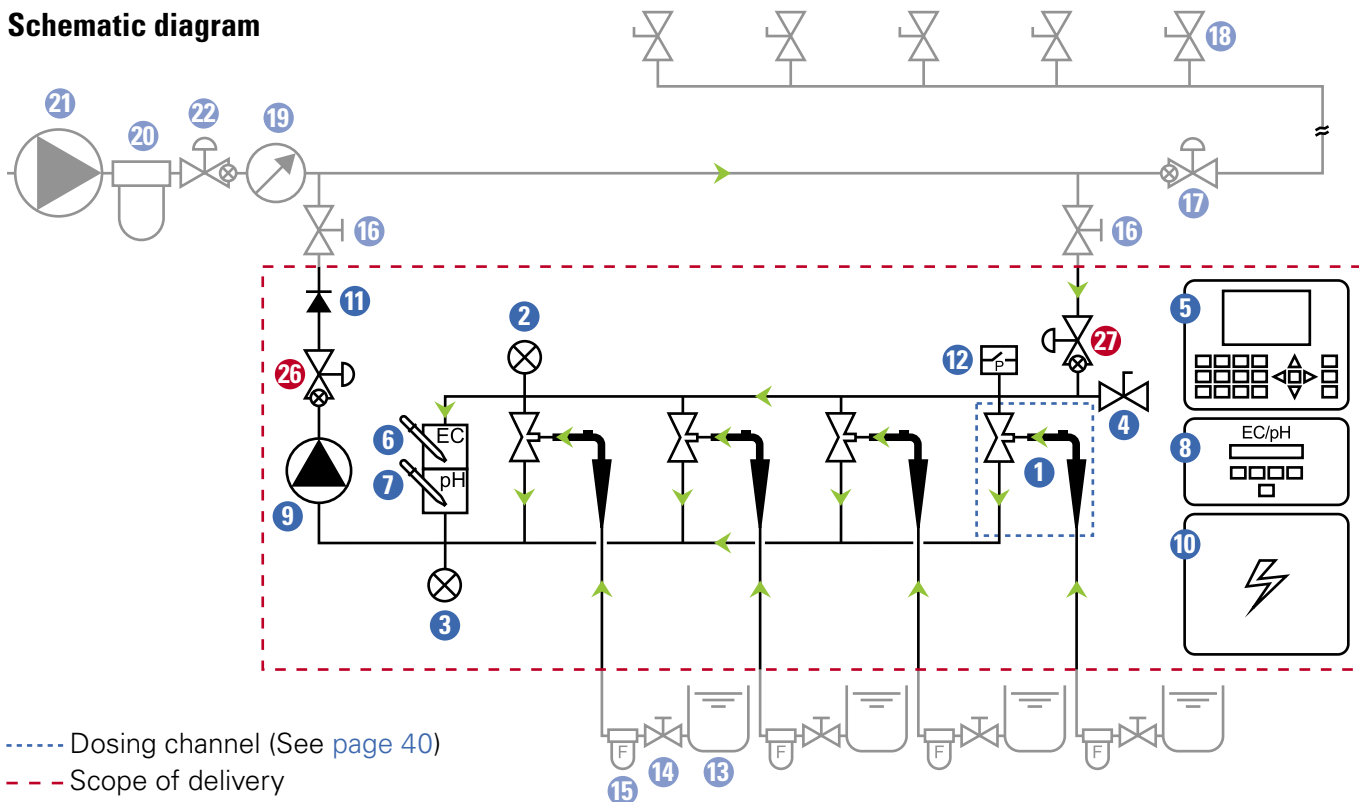 Schematic diagram
18
21
20
22
19
17
16
16
11
2
5
12
27
26
4
6
EC
EC/pH
8
7
pH
1
9
10
3
P
F
F
F
F
15
14
13
Dosing channel (See page 40)
Scope of delivery